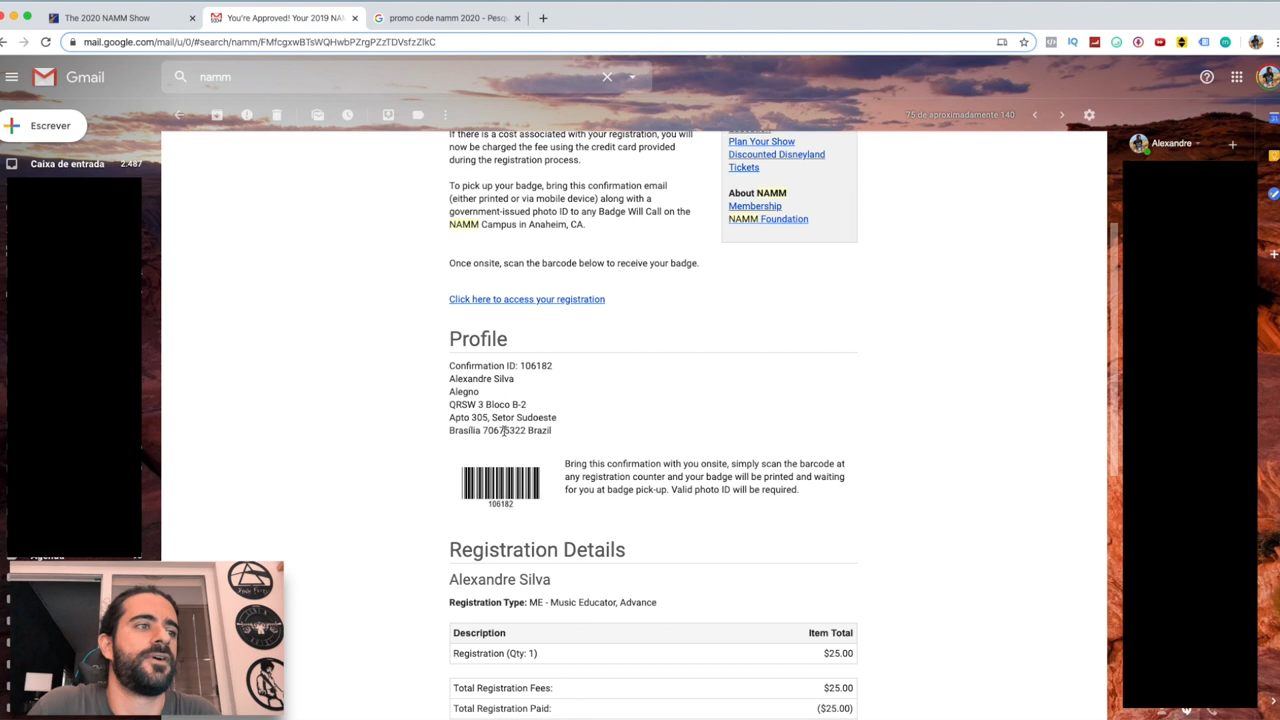 The 2020 NAMM Show
You're Approved! Your 2019 NAM
promo code namm 2020 - Pesqu
mail.google.com/mail/u/0/#search/namm/FMfcgxwBTsWQHwbPZrgPZzTDVsfzZlkC
Gmail
namm
Escrever
75 de aproximadamente 140
Caixa de entrada 2.487
Alexandre
If there is a cost associated with your registration, you will
now be charged the fee using the credit card provided
during the registration process.
To pick up your badge, bring this confirmation email
(either printed or via mobile device) along with a
government-issued photo ID to any Badge Will Call on the
NAMM Campus in Anaheim, CA.
Plan Your Show
Discounted Disneyland
Tickets
About NAMM
Membership
NAMM Foundation
Once onsite, scan the barcode below to receive your badge.
Click here to access your registration
Profile
Confirmation ID: 106182
Alexandre Silva
Alegno
QRSW 3 Bloco B-2
Apto 305, Setor Sudoeste
Brasília 70675322 Brazil
106182
Bring this confirmation with you onsite, simply scan the barcode at
any registration counter and your badge will be printed and waiting
for you at badge pick-up. Valid photo ID will be required.
Registration Details
Alexandre Silva
Registration Type: ME - Music Educator, Advance
Description Item Total
Registration (Qty: 1) $25.00
Total Registration Fees: $25.00
Total Registration Paid: ($25.00)